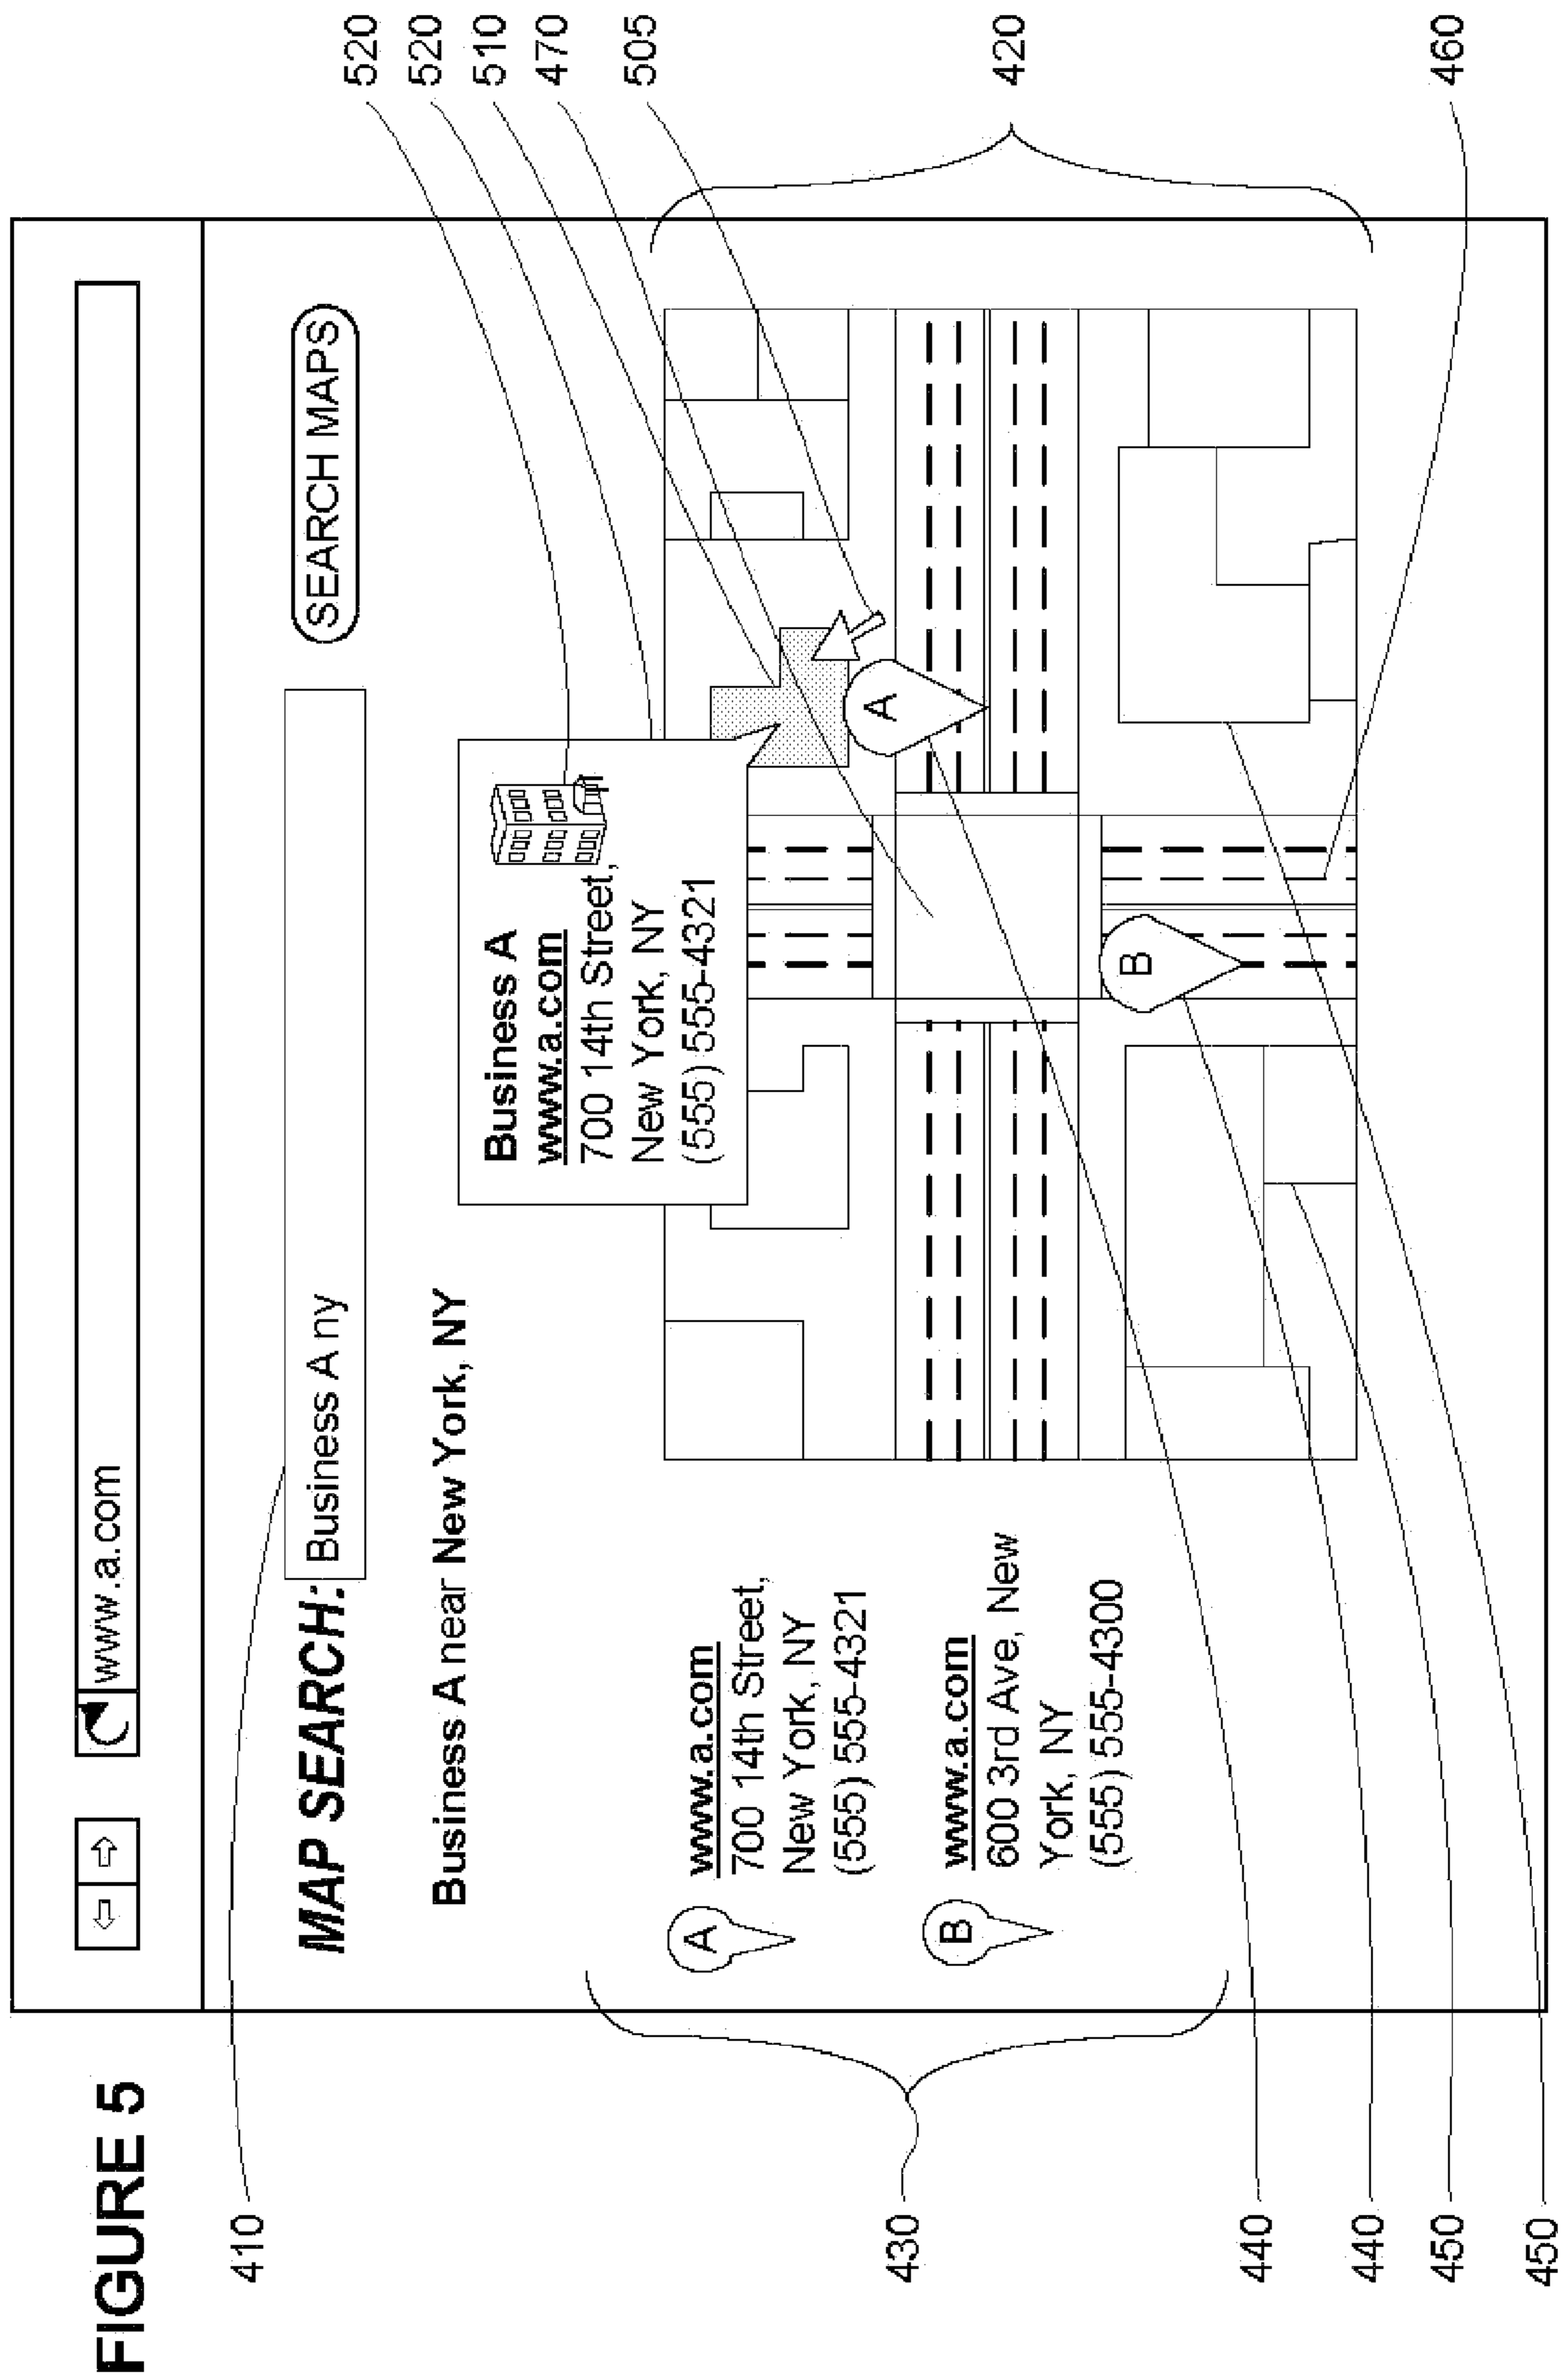 FIGURE 5
www.a.com
410
MAP SEARCH:
Business A ny
SEARCH MAPS
Business A near New York, NY
520
520
510
470
505
420
460
Business A
www.a.com
700 14th Street,
New York, NY
(555) 555-4321
A
www.a.com
700 14th Street,
New York, NY
(555) 555-4321
B
www.a.com
600 3rd Ave, New
York, NY
(555) 555-4300
A
B
430
440
440
450
450